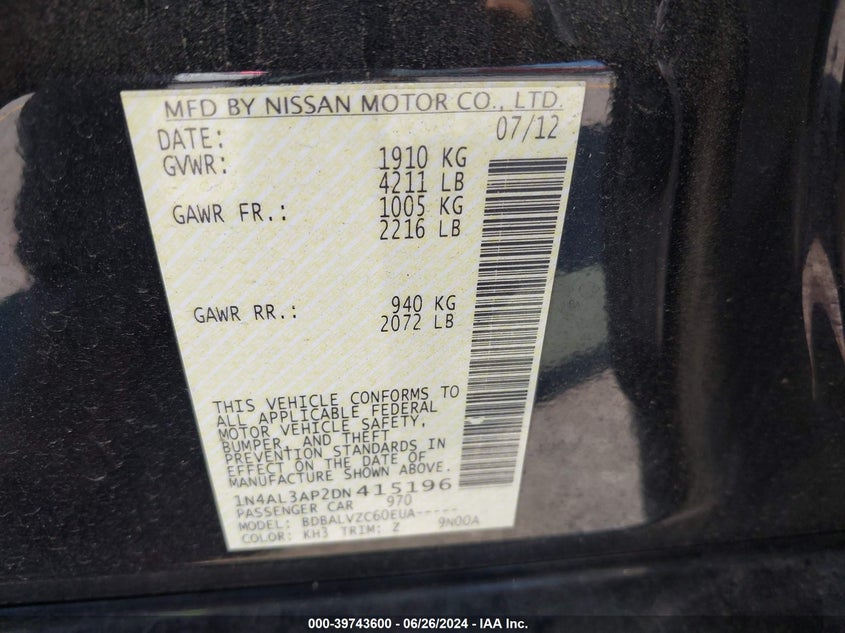 MFD BY NISSAN MOTOR CO., LTD.
DATE: 07/12
GVWR: 1910 KG
4211 LB
GAWR FR.: 1005 KG
2216 LB
GAWR RR.: 940 KG
2072 LB
THIS VEHICLE CONFORMS TO
ALL APPLICABLE FEDERAL
MOTOR VEHICLE SAFETY,
BUMPER, AND THEFT
PREVENTION STANDARDS IN
EFFECT ON THE DATE OF
MANUFACTURE SHOWN ABOVE.
1N4AL3AP2DN415196
PASSENGER CAR 970
MODEL: BDBALVZC60EUA-----
COLOR: KH3 TRIM: Z 9N00A
000-39743600 - 06/26/2024 - IAA Inc.